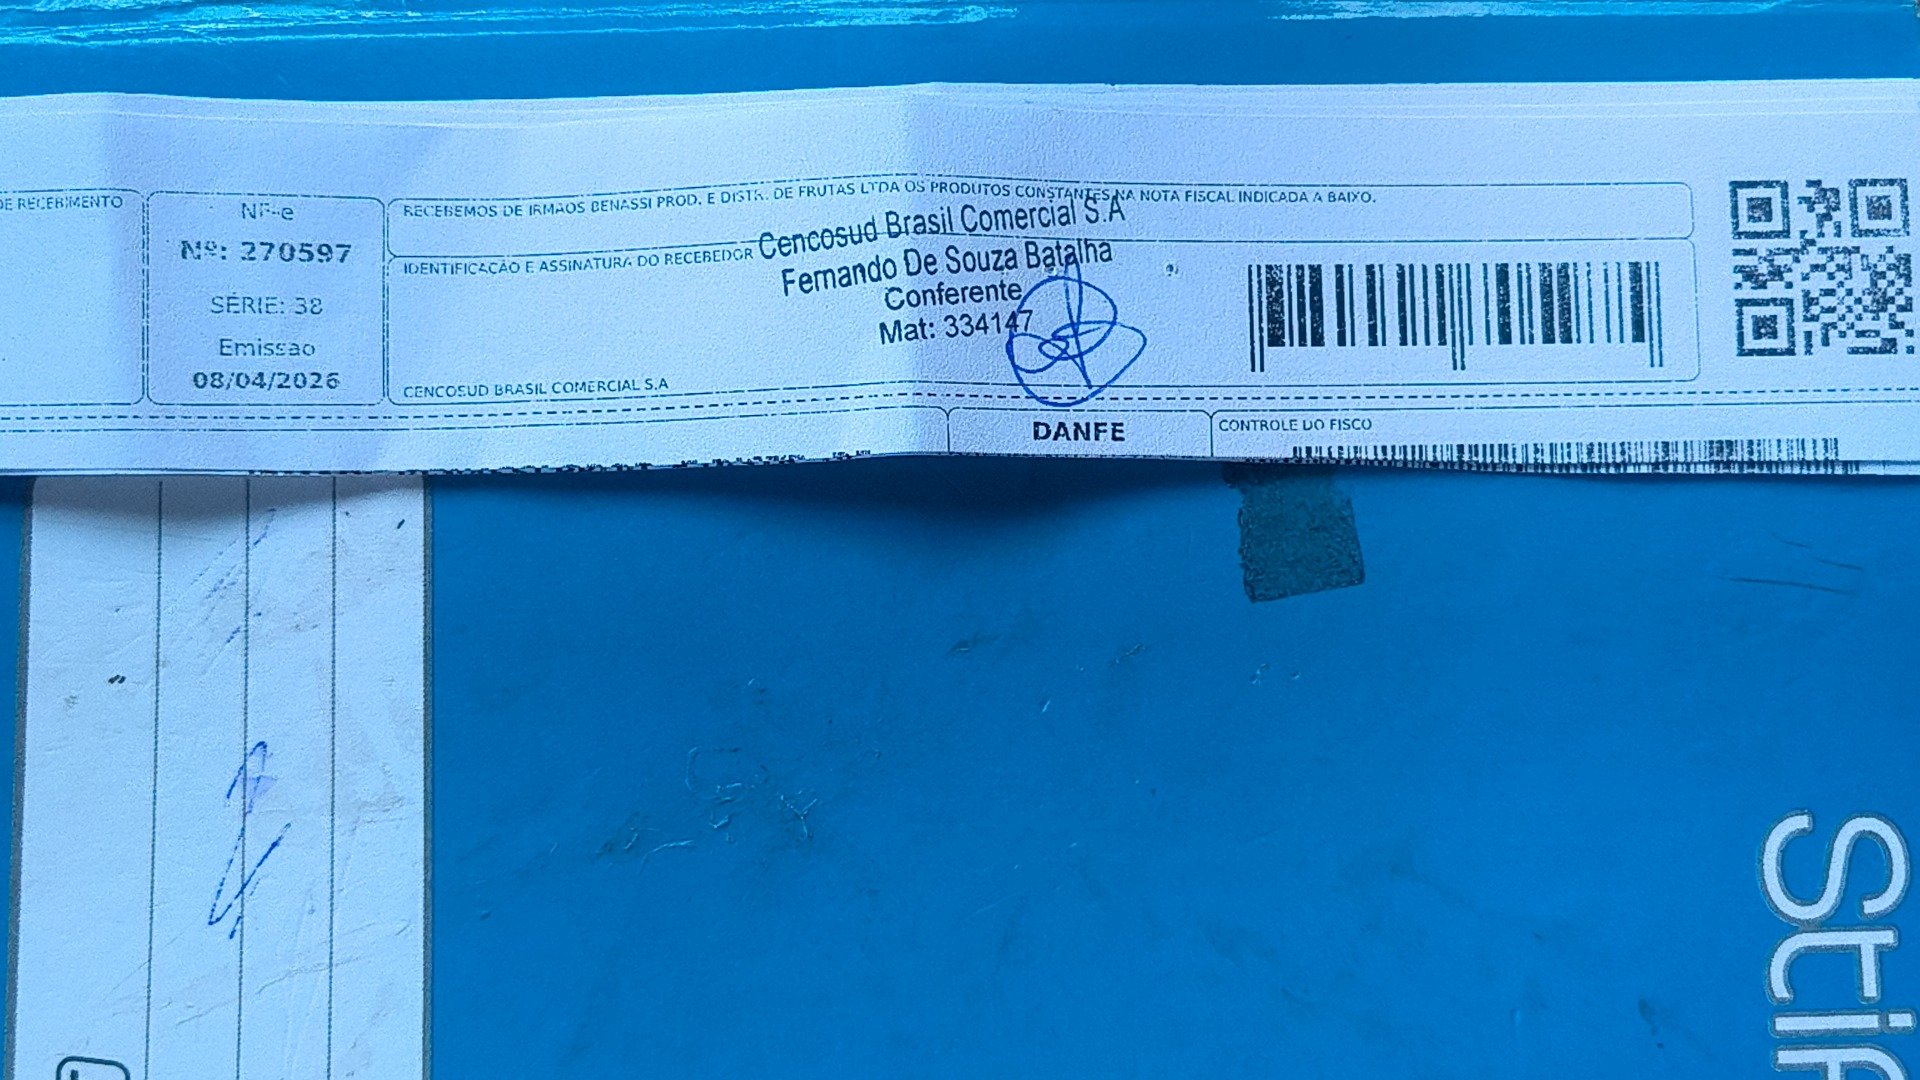 DE RECEBIMENTO
NF-e
Nº: 270597
SÉRIE: 38
Emissao
08/04/2026
RECEBEMOS DE IRMAOS BENASSI PROD. E DISTR. DE FRUTAS LTDA OS PRODUTOS CONSTANTES NA NOTA FISCAL INDICADA A BAIXO.
IDENTIFICAÇÃO E ASSINATURA DO RECEBEDOR
Cencosud Brasil Comercial S.A
Fernando De Souza Batalha
Conferente
Mat: 334147
CENCOSUD BRASIL COMERCIAL S.A
DANFE
CONTROLE DO FISCO